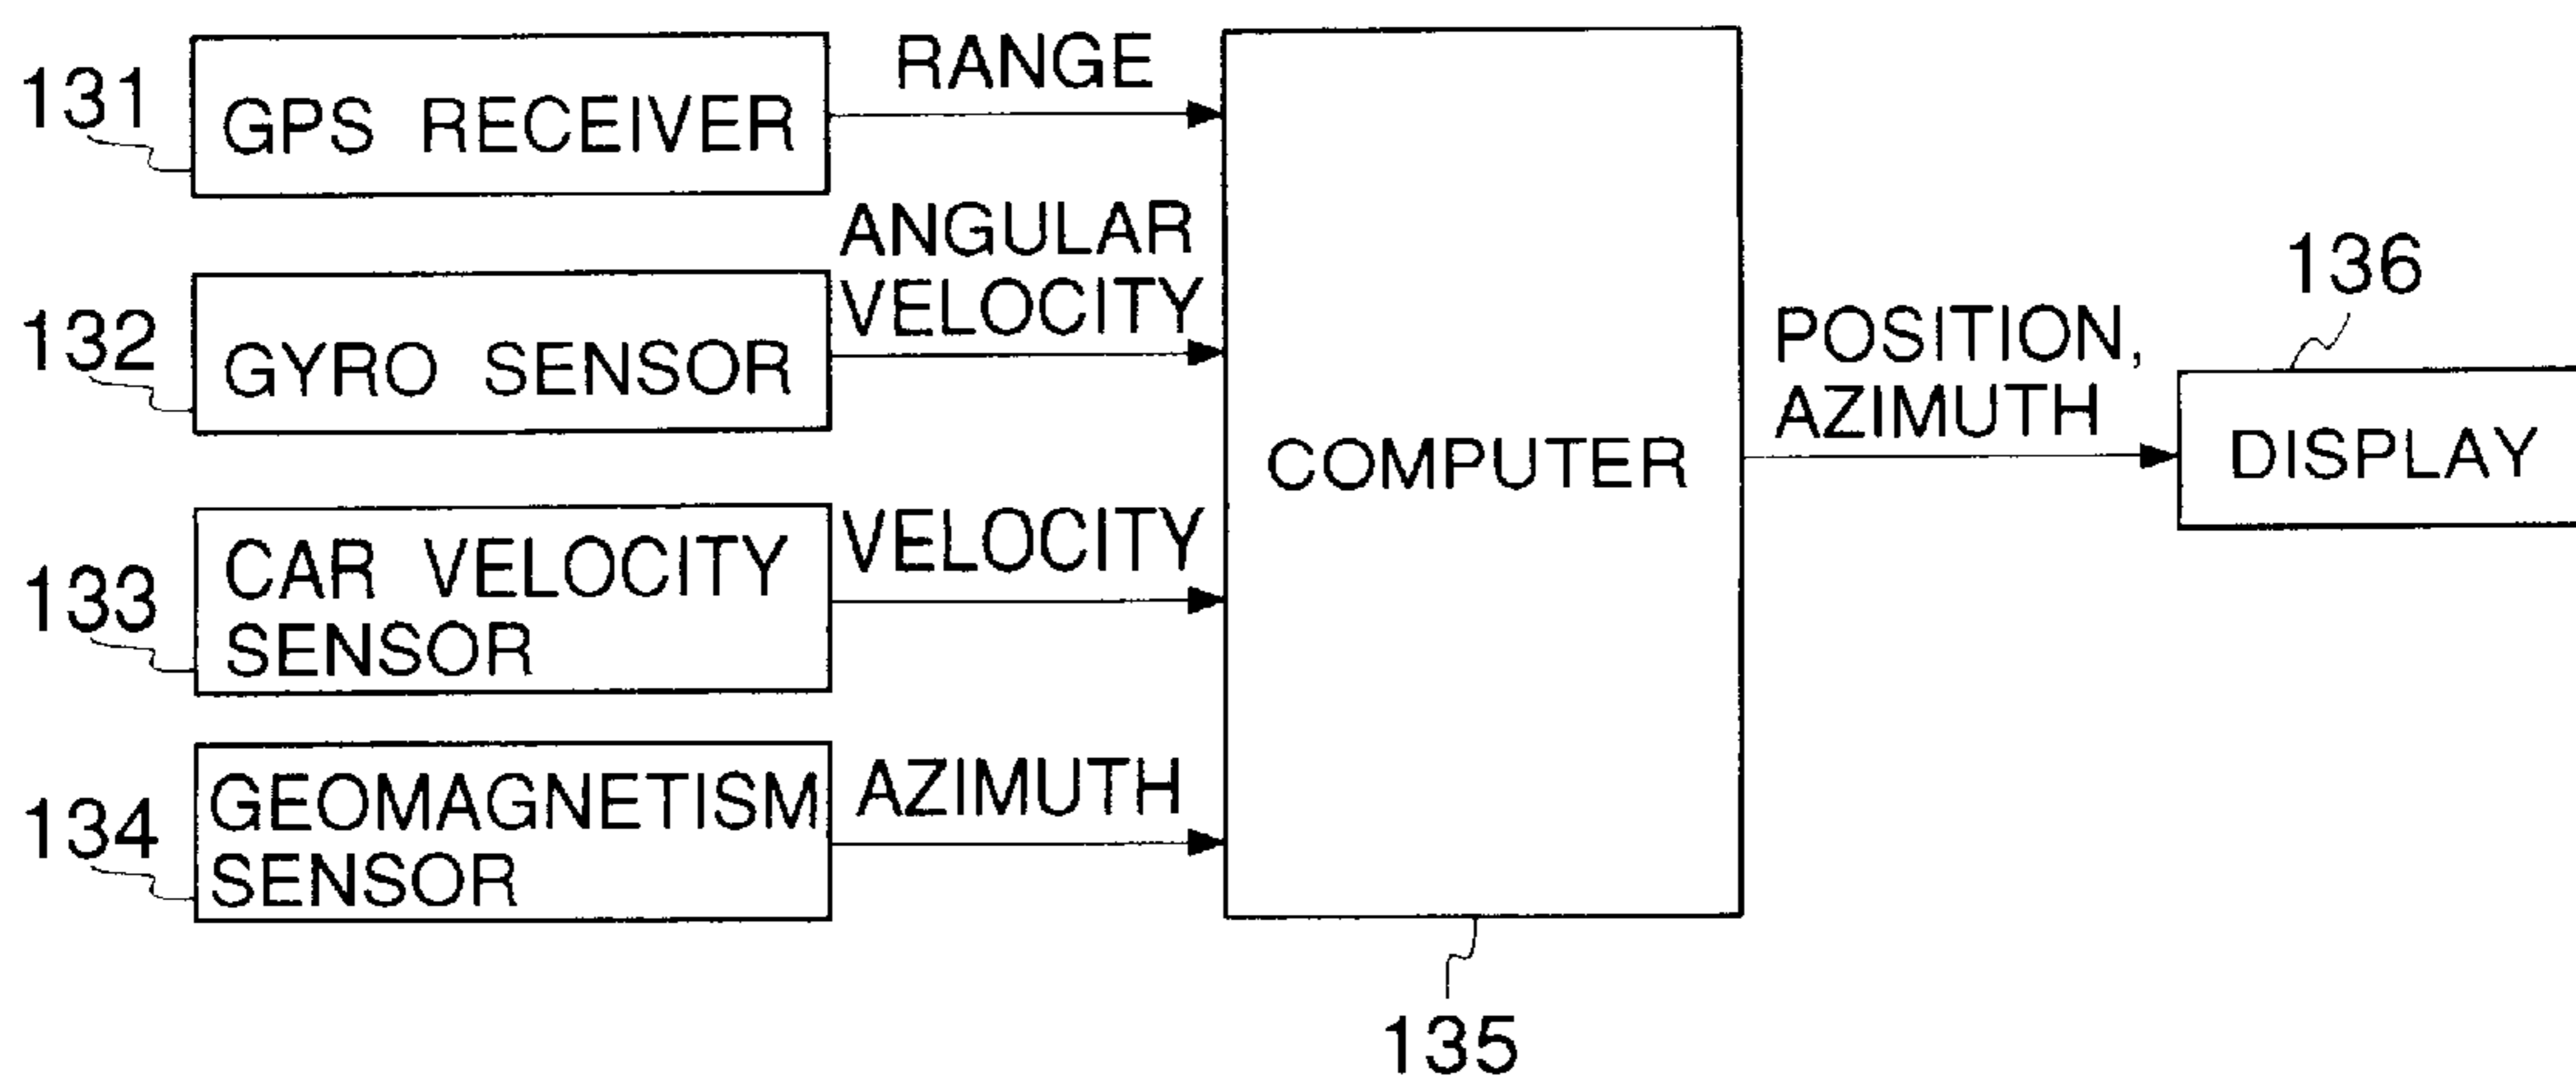 131
GPS RECEIVER
RANGE
132
GYRO SENSOR
ANGULAR
VELOCITY
133
CAR VELOCITY
SENSOR
VELOCITY
134
GEOMAGNETISM
SENSOR
AZIMUTH
COMPUTER
135
POSITION,
AZIMUTH
136
DISPLAY